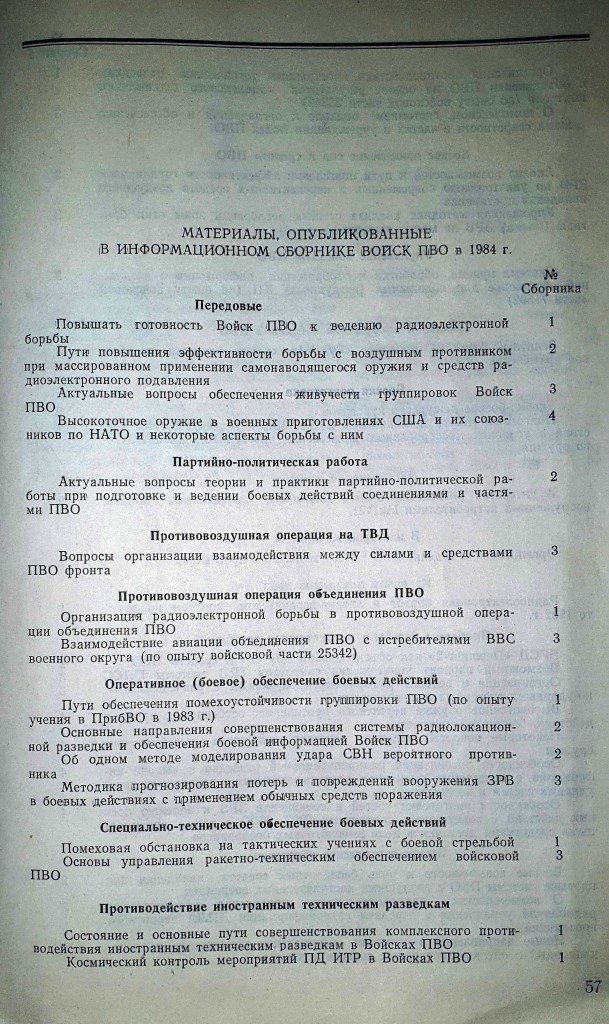 МАТЕРИАЛЫ, ОПУБЛИКОВАННЫЕ
В ИНФОРМАЦИОННОМ СБОРНИКЕ ВОЙСК ПВО в 1984 г.
№
Сборника
Передовые
Повышать готовность Войск ПВО к ведению радиоэлектронной 1
борьбы
Пути повышения эффективности борьбы с воздушным противником 2
при массированном применении самонаводящегося оружия и средств ра-
диоэлектронного подавления
Актуальные вопросы обеспечения живучести группировок Войск 3
ПВО
Высокоточное оружие в военных приготовлениях США и их союз- 4
ников по НАТО и некоторые аспекты борьбы с ним
Партийно-политическая работа
Актуальные вопросы теории и практики партийно-политической ра- 2
боты при подготовке и ведении боевых действий соединениями и частя-
ми ПВО
Противовоздушная операция на ТВД
Вопросы организации взаимодействия между силами и средствами 3
ПВО фронта
Противовоздушная операция объединения ПВО
Организация радиоэлектронной борьбы в противовоздушной опера- 1
ции объединения ПВО
Взаимодействие авиации объединения ПВО с истребителями ВВС 3
военного округа (по опыту войсковой части 25342)
Оперативное (боевое) обеспечение боевых действий
Пути обеспечения помехоустойчивости группировки ПВО (по опыту 1
учения в ПрибВО в 1983 г.)
Основные направления совершенствования системы радиолокацион- 2
ной разведки и обеспечения боевой информацией Войск ПВО
Об одном методе моделирования удара СВН вероятного против- 2
ника
Методика прогнозирования потерь и повреждений вооружения ЗРВ 3
в боевых действиях с применением обычных средств поражения
Специально-техническое обеспечение боевых действий
Помеховая обстановка на тактических учениях с боевой стрельбой 1
Основы управления ракетно-техническим обеспечением войсковой 3
ПВО
Противодействие иностранным техническим разведкам
Состояние и основные пути совершенствования комплексного проти- 1
водействия иностранным техническим разведкам в Войсках ПВО
Космический контроль мероприятий ПД ИТР в Войсках ПВО 1
57